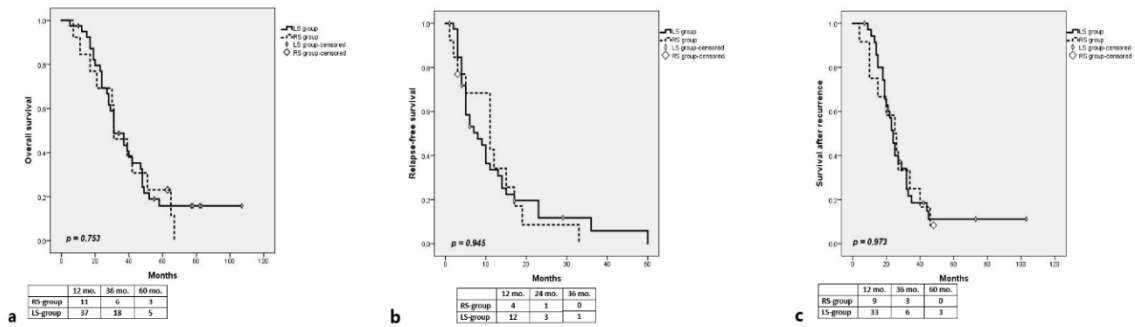 Overall survival
1.0
0.8
0.6
0.4
0.2
0.0
p = 0.753
0 20 40 60 80 100 120
Months
LS group
RS group
LS group-censored
RS group-censored
12 mo. 36 mo. 60 mo.
RS-group 11 6 3
LS-group 37 18 5
a
Relapse-free survival
1.0
0.8
0.6
0.4
0.2
0.0
p = 0.945
0 10 20 30 40 50
Months
LS group
RS group
LS group-censored
RS group-censored
12 mo. 24 mo. 36 mo.
RS-group 4 1 0
LS-group 12 3 1
b
Survival after recurrence
1.0
0.8
0.6
0.4
0.2
0.0
p = 0.973
0 20 40 60 80 100 120
Months
LS group
RS group
LS group-censored
RS group-censored
12 mo. 36 mo. 60 mo.
RS-group 9 3 0
LS-group 33 6 3
c